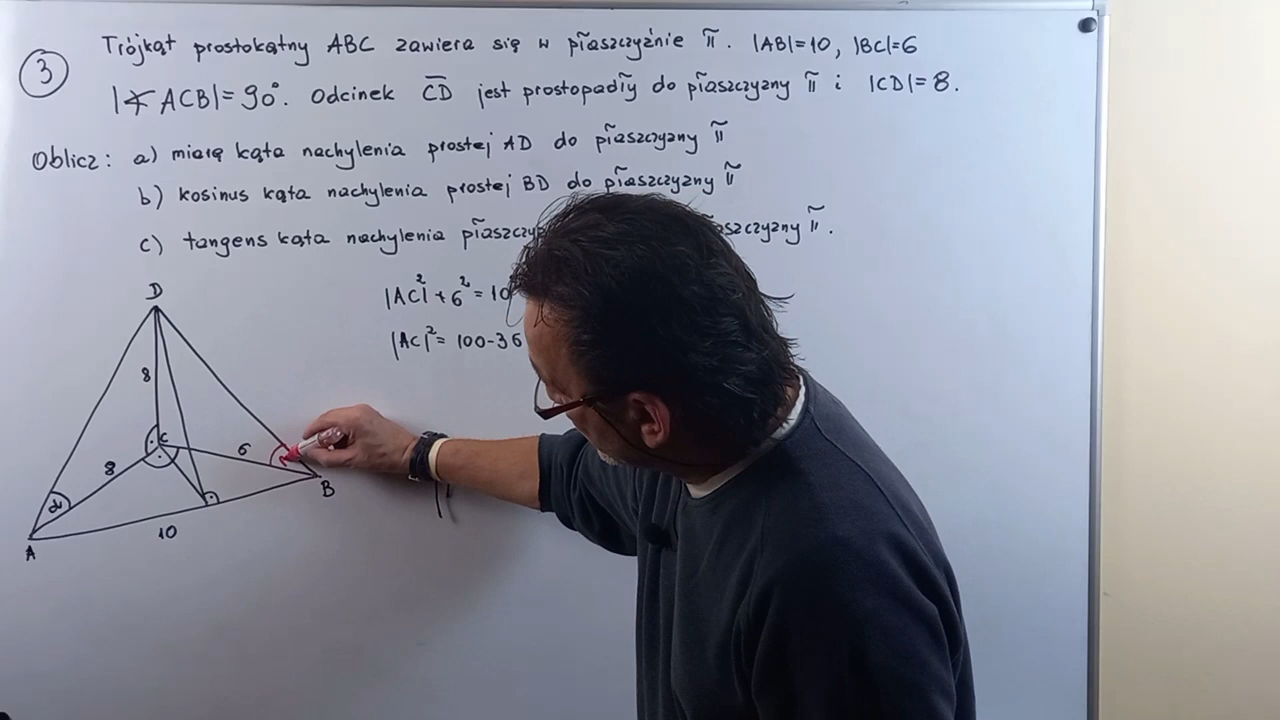 3 Trójkąt prostokątny ABC zawiera się w płaszczyźnie π. |AB|=10, |BC|=6
|∢ACB|=90°. Odcinek CD jest prostopadły do płaszczyzny π i |CD|=8.
Oblicz: a) miarę kąta nachylenia prostej AD do płaszczyzny π
b) kosinus kąta nachylenia prostej BD do płaszczyzny π
c) tangens kąta nachylenia π.
D
|AC|²+6²=10
|AC|²=100-36
8
C
6
8
α
B
10
A